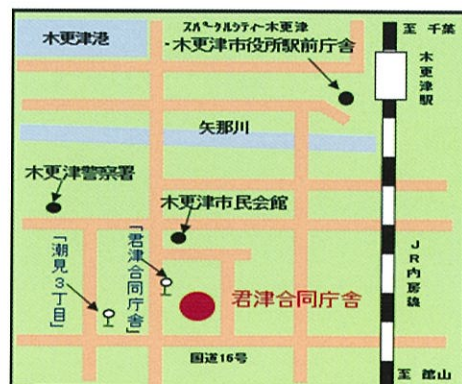 スパークルシティー木更津
・木更津市役所駅前庁舎
至 千葉
木更津港
木更津駅
矢那川
木更津警察署
木更津市民会館
「君津合同庁舎」
「潮見3丁目」
君津合同庁舎
JR内房線
国道16号
至 館山